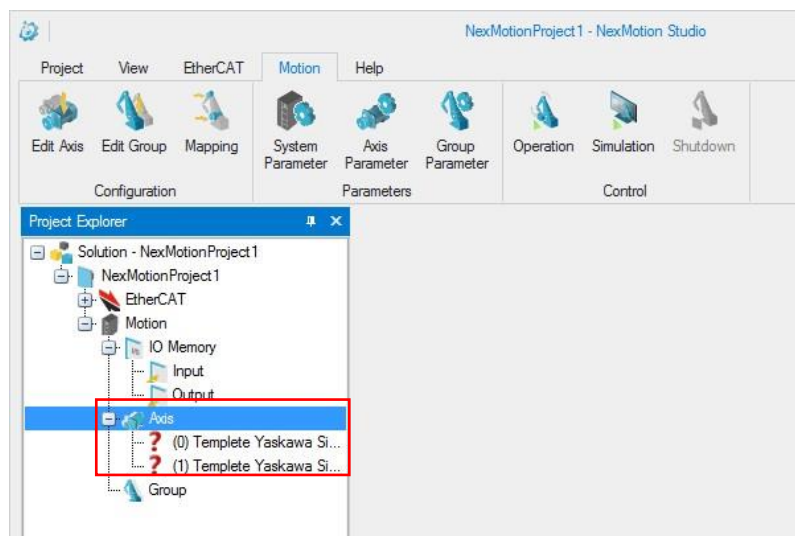 NexMotionProject1 - NexMotion Studio
Project View EtherCAT Motion Help
Edit Axis Edit Group Mapping System Parameter Axis Parameter Group Parameter Operation Simulation Shutdown
Configuration Parameters Control
Project Explorer
Solution - NexMotionProject1
NexMotionProject1
EtherCAT
Motion
IO Memory
Input
Output
Axis
(0) Templete Yaskawa Si...
(1) Templete Yaskawa Si...
Group